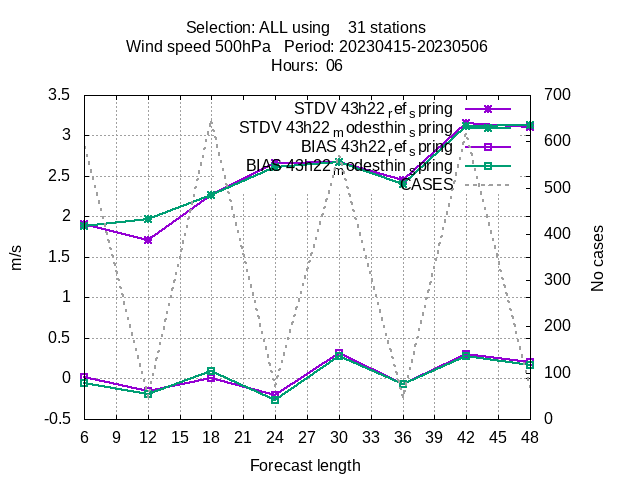 Selection: ALL using    31 stations
Wind speed 500hPa   Period: 20230415-20230506
Hours:  06
3.5
3
2.5
2
1.5
1
0.5
0
-0.5
m/s
STDV 43h22_ref_spring
STDV 43h22_modesthin_spring
BIAS 43h22_ref_spring
BIAS 43h22_modesthin_spring
CASES
700
600
500
400
300
200
100
0
No cases
6 9 12 15 18 21 24 27 30 33 36 39 42 45 48
Forecast length